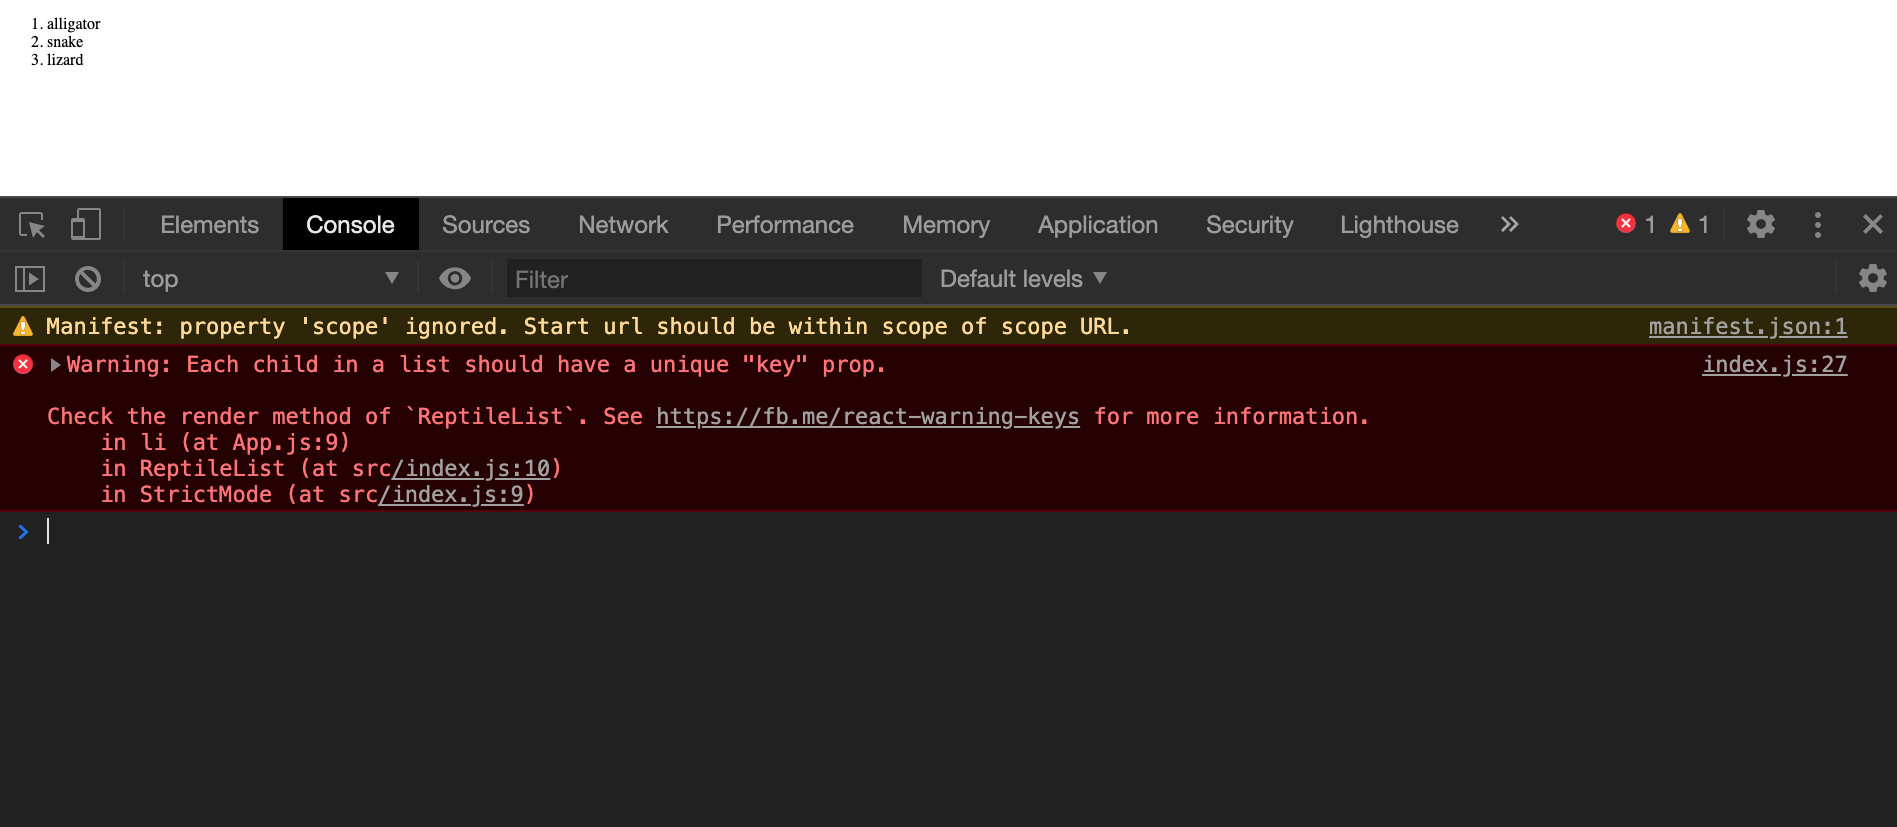 1. alligator
2. snake
3. lizard
Elements Console Sources Network Performance Memory Application Security Lighthouse » 1 1
top Filter Default levels
Manifest: property 'scope' ignored. Start url should be within scope of scope URL. manifest.json:1
Warning: Each child in a list should have a unique "key" prop. index.js:27
Check the render method of `ReptileList`. See https://fb.me/react-warning-keys for more information.
in li (at App.js:9)
in ReptileList (at src/index.js:10)
in StrictMode (at src/index.js:9)